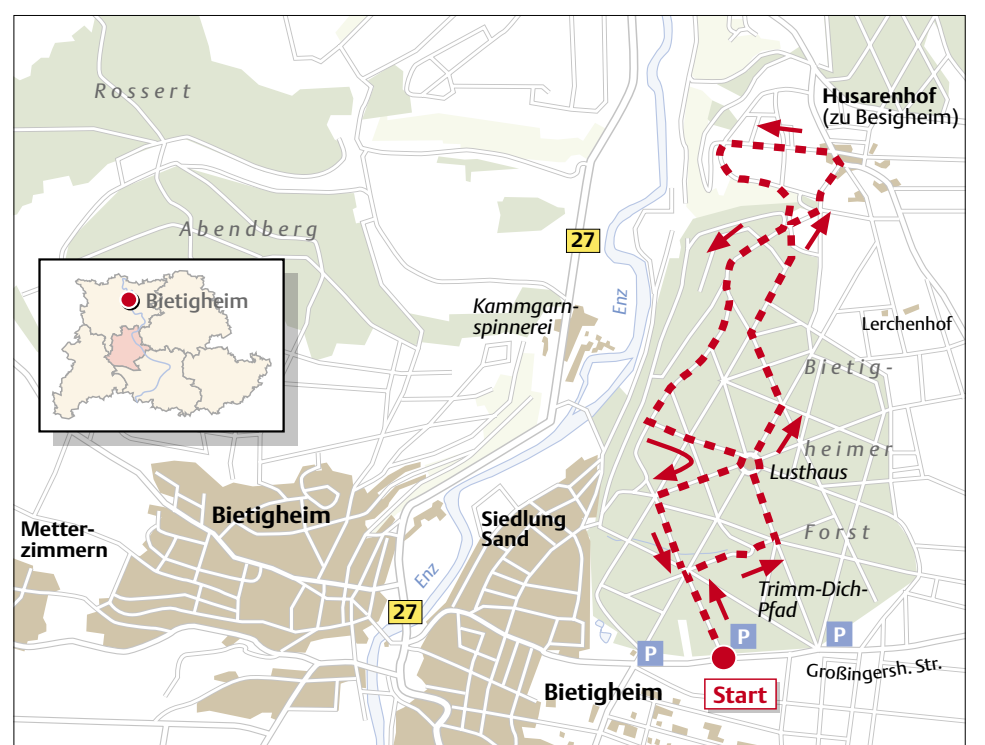 Rossert
Husarenhof
(zu Besigheim)
Abendberg
27
Enz
Bietigheim
Kammgarn-
spinnerei
Lerchenhof
Bietig-
heimer
Lusthaus
Forst
Metter-
zimmern
Bietigheim
Siedlung
Sand
Enz
27
Trimm-Dich-
Pfad
P
P
P
Großingersh. Str.
Bietigheim
Start